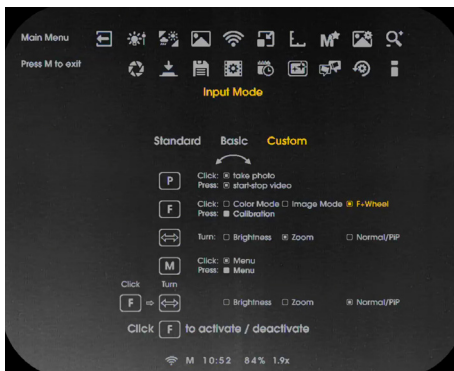 Main Menu
Press M to exit
Input Mode
Standard Basic Custom
P Click: take photo
Press: start-stop video
F Click: Color Mode Image Mode F+Wheel
Press: Calibration
Turn: Brightness Zoom Normal/PiP
M Click: Menu
Press: Menu
Click Turn
F Brightness Zoom Normal/PiP
Click F to activate / deactivate
M 10:52 84% 1.9x